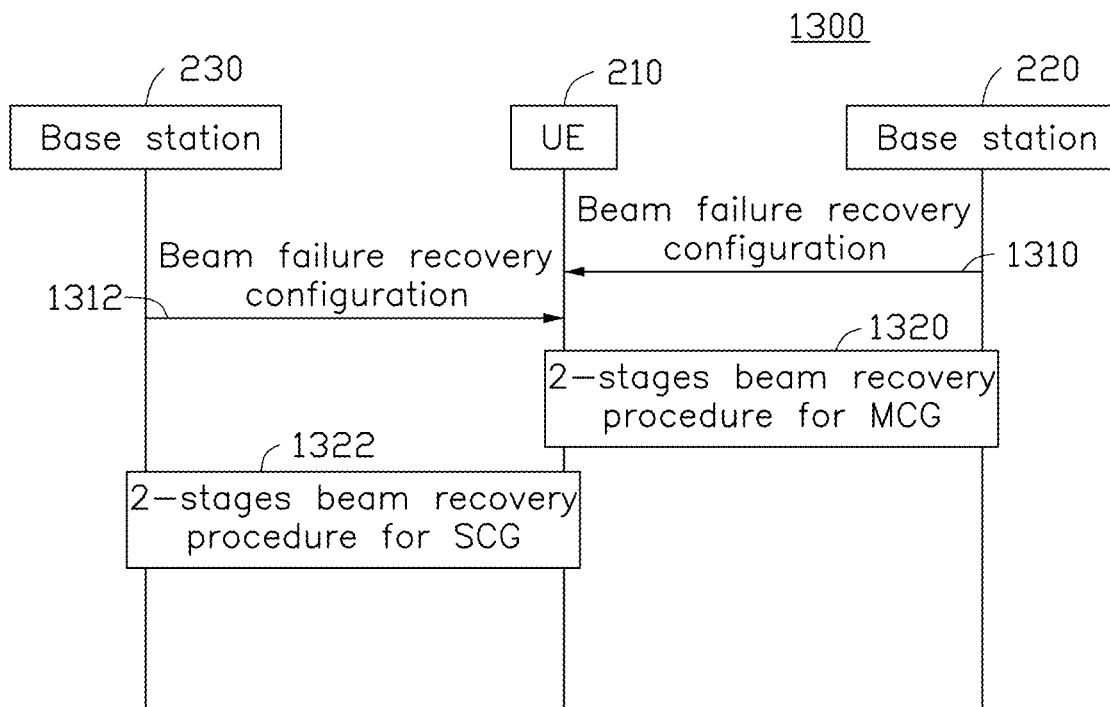 1300
230
210
220
Base station
UE
Base station
Beam failure recovery
configuration
1310
Beam failure recovery
configuration
1312
1320
2-stages beam recovery
procedure for MCG
1322
2-stages beam recovery
procedure for SCG